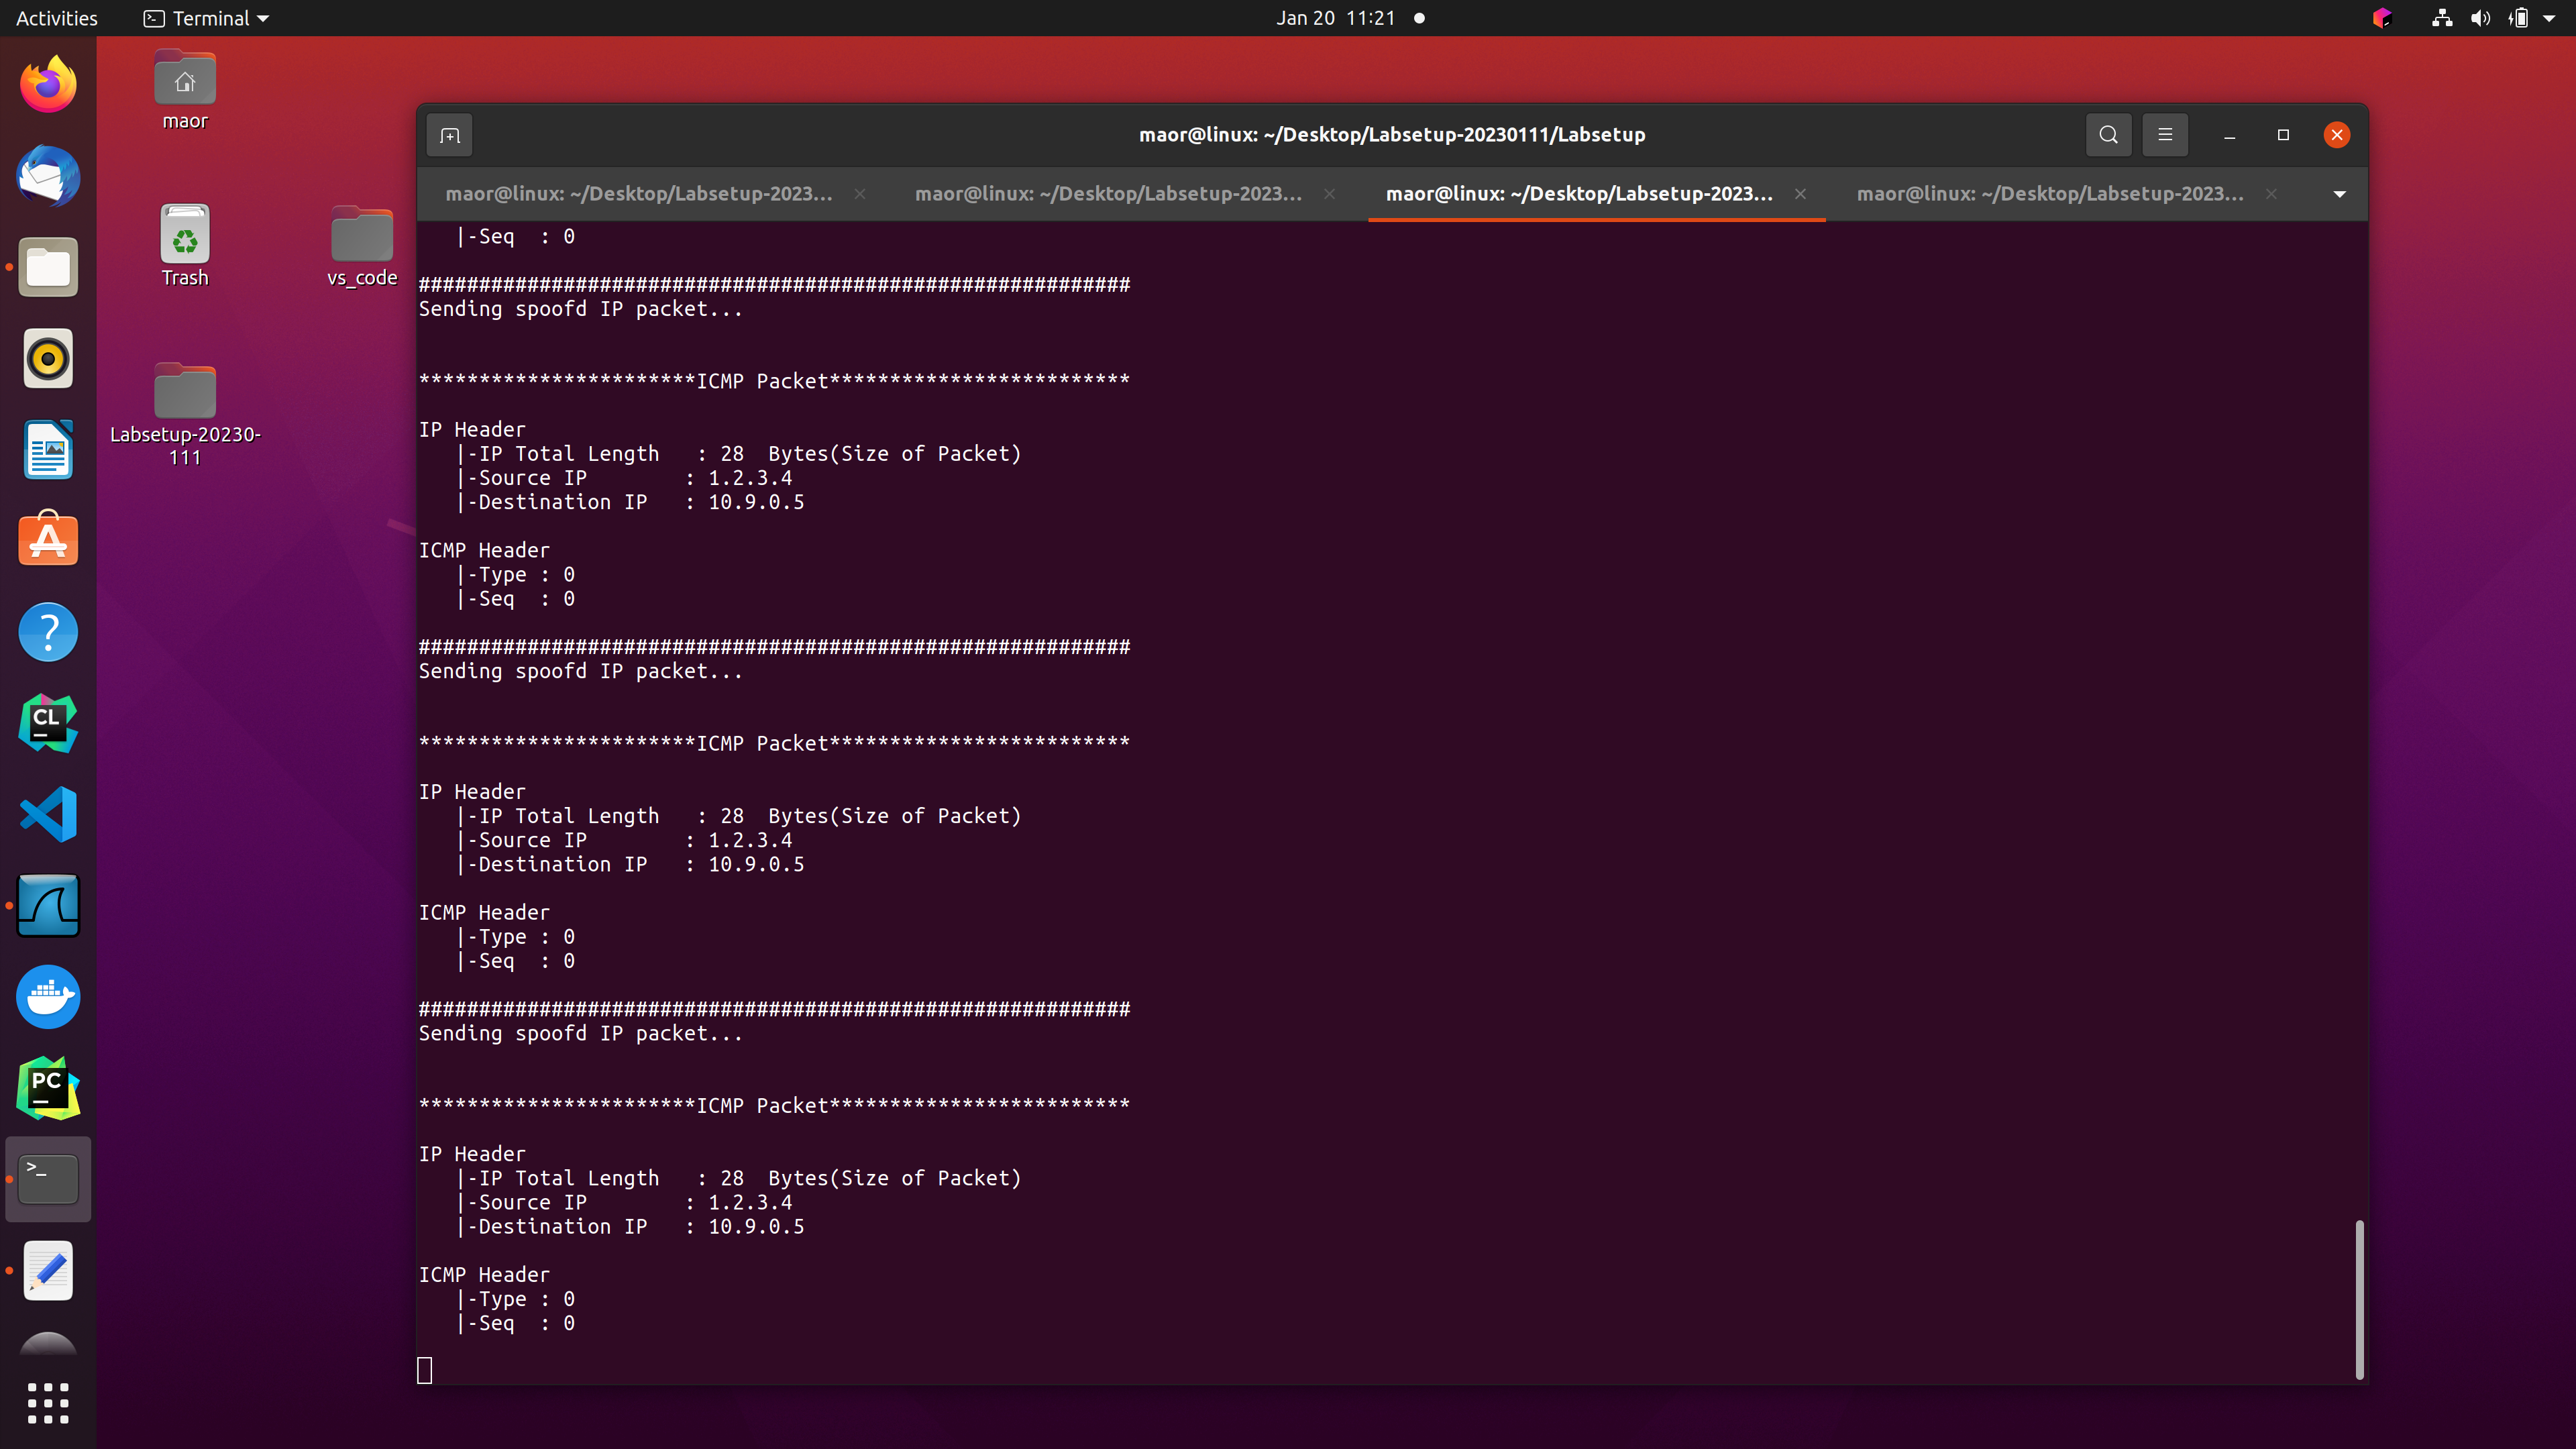 Activities
Terminal
Jan 20 11:21
maor
Trash
vs_code
Labsetup-20230-
111
maor@linux: ~/Desktop/Labsetup-20230111/Labsetup
maor@linux: ~/Desktop/Labsetup-2023...
maor@linux: ~/Desktop/Labsetup-2023...
maor@linux: ~/Desktop/Labsetup-2023...
maor@linux: ~/Desktop/Labsetup-2023...
   |-Seq  : 0
###########################################################
Sending spoofd IP packet...
***********************ICMP Packet*************************
IP Header
   |-IP Total Length   : 28  Bytes(Size of Packet)
   |-Source IP        : 1.2.3.4
   |-Destination IP   : 10.9.0.5
ICMP Header
   |-Type : 0
   |-Seq  : 0
###########################################################
Sending spoofd IP packet...
***********************ICMP Packet*************************
IP Header
   |-IP Total Length   : 28  Bytes(Size of Packet)
   |-Source IP        : 1.2.3.4
   |-Destination IP   : 10.9.0.5
ICMP Header
   |-Type : 0
   |-Seq  : 0
###########################################################
Sending spoofd IP packet...
***********************ICMP Packet*************************
IP Header
   |-IP Total Length   : 28  Bytes(Size of Packet)
   |-Source IP        : 1.2.3.4
   |-Destination IP   : 10.9.0.5
ICMP Header
   |-Type : 0
   |-Seq  : 0
CL
PC